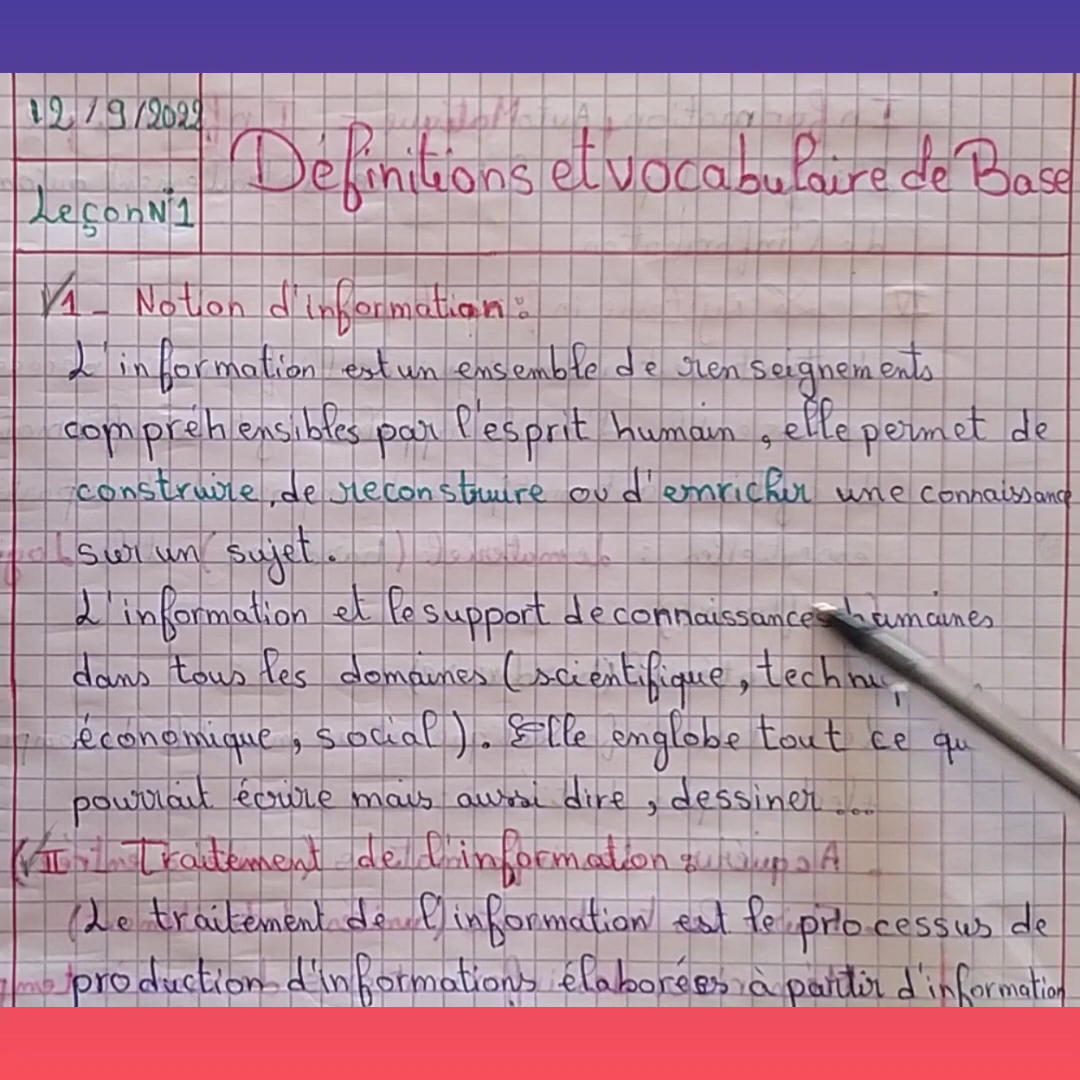 12/9/2022
Définitions et vocabulaire de Base
Leçon N°1
1- Notion d'information:
L'information est un ensemble de renseignements
compréhensibles par l'esprit humain, elle permet de
construire, de reconstruire ou d'enrichir une connaissance
sur un sujet.
L'information et le support de connaissances humaines
dans tous les domaines (scientifique, techni
économique, social). Elle englobe tout ce qu
pourrait écrire mais aussi dire, dessiner...
II- Traitement de l'information:
Le traitement de l'information est le processus de
production d'informations élaborées à partir d'information